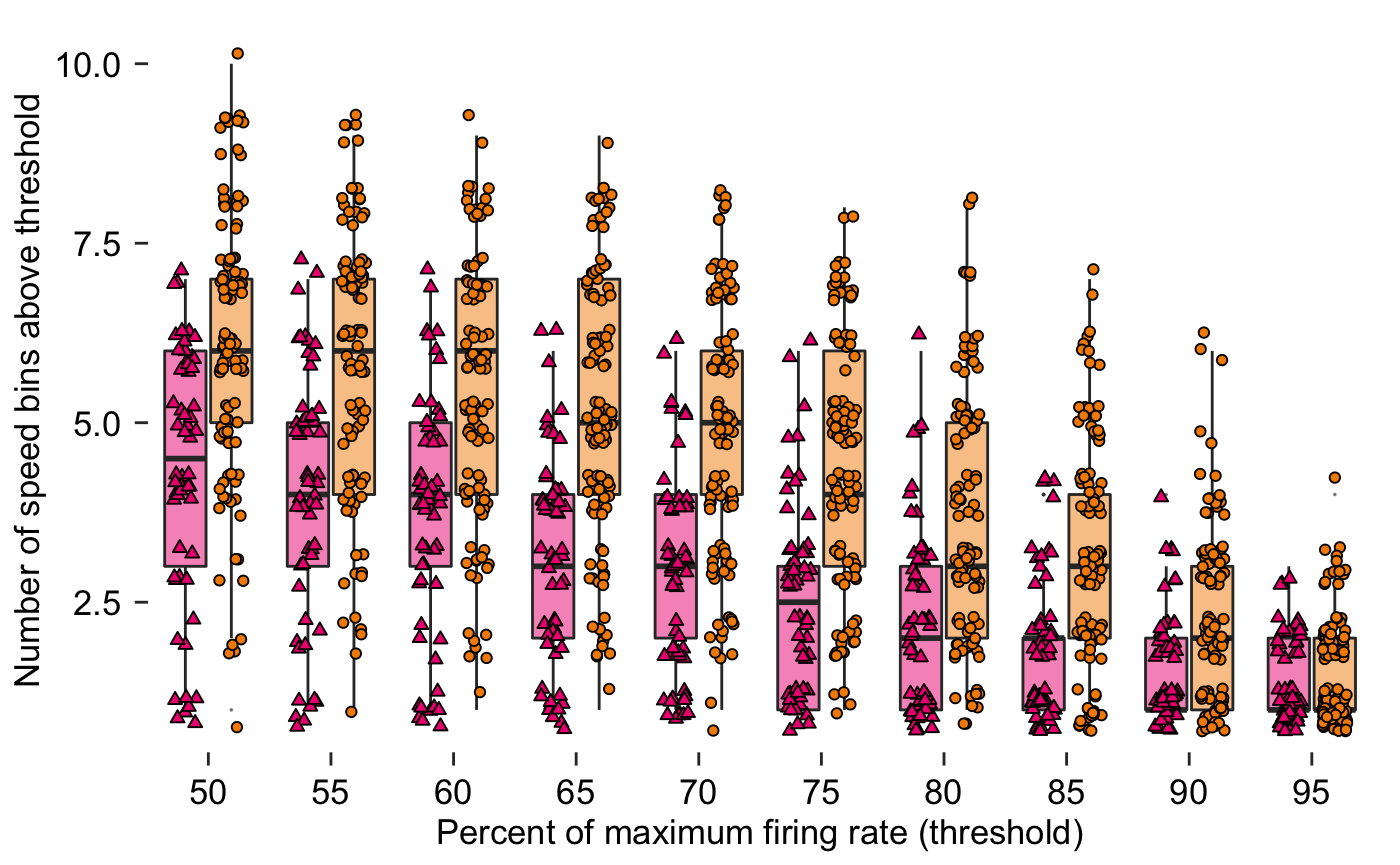 Number of speed bins above threshold
10.0
7.5
5.0
2.5
50 55 60 65 70 75 80 85 90 95
Percent of maximum firing rate (threshold)